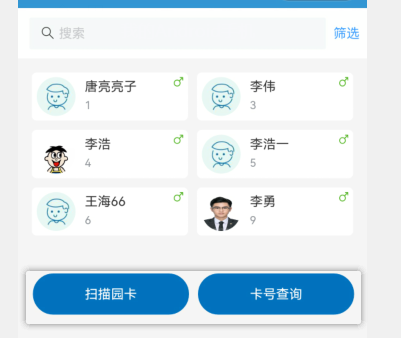 搜索 筛选
唐亮亮子 李伟
1 3
李浩 李浩一
4 5
王海66 李勇
6 9
扫描园卡 卡号查询